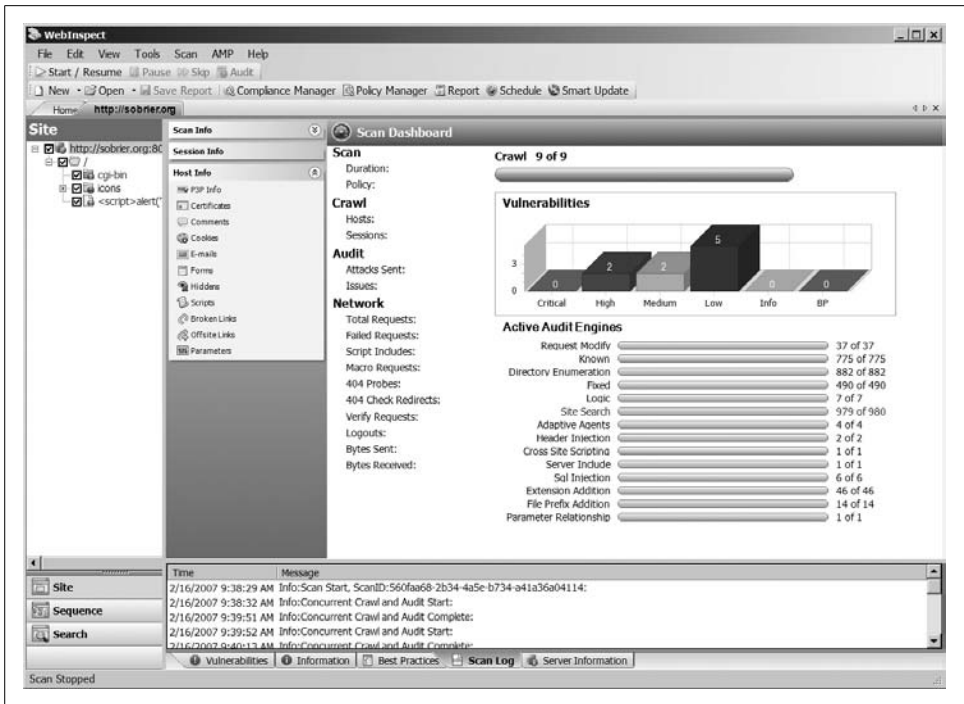 WebInspect
File Edit View Tools Scan AMP Help
Start / Resume Pause Skip Audit
New Open Save Report Compliance Manager Policy Manager Report Schedule Smart Update
Home http://sobrier.org
Site
http://sobrier.org:80
/
cgi-bin
icons
<script>alert("
Scan Info
Session Info
Host Info
P3P Info
Certificates
Comments
Cookies
E-mails
Forms
Hiddens
Scripts
Broken Links
Offsite Links
Parameters
Scan Dashboard
Scan
Duration:
Policy:
Crawl
Hosts:
Sessions:
Audit
Attacks Sent:
Issues:
Network
Total Requests:
Failed Requests:
Script Includes:
Macro Requests:
404 Probes:
404 Check Redirects:
Verify Requests:
Logouts:
Bytes Sent:
Bytes Received:
Crawl 9 of 9
Vulnerabilities
3
0
0 2 2 5 0 0
Critical High Medium Low Info BP
Active Audit Engines
Request Modify 37 of 37
Known 775 of 775
Directory Enumeration 882 of 882
Fixed 490 of 490
Logic 7 of 7
Site Search 979 of 980
Adaptive Agents 4 of 4
Header Injection 2 of 2
Cross Site Scripting 1 of 1
Server Include 1 of 1
Sql Injection 6 of 6
Extension Addition 46 of 46
File Prefix Addition 14 of 14
Parameter Relationship 1 of 1
Site
Sequence
Search
Time Message
2/16/2007 9:38:29 AM Info:Scan Start, ScanID:560faa68-2b34-4a5e-b734-a41a36a04114:
2/16/2007 9:38:32 AM Info:Concurrent Crawl and Audit Start:
2/16/2007 9:39:51 AM Info:Concurrent Crawl and Audit Complete:
2/16/2007 9:39:52 AM Info:Concurrent Crawl and Audit Start:
2/16/2007 9:40:13 AM Info:Concurrent Crawl and Audit Complete:
Vulnerabilities Information Best Practices Scan Log Server Information
Scan Stopped